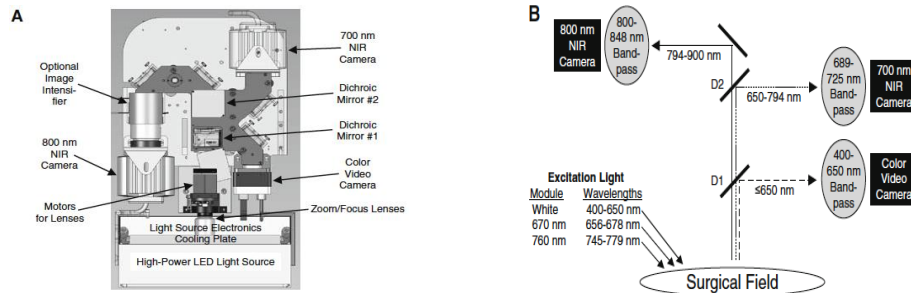 A
700 nm
NIR
Camera
Optional
Image
Intensi-
fier
Dichroic
Mirror #2
Dichroic
Mirror #1
800 nm
NIR
Camera
Color
Video
Camera
Motors
for Lenses
Zoom/Focus Lenses
Light Source Electronics
Cooling Plate
High-Power LED Light Source
B
800 nm
NIR
Camera
800-
848 nm
Band-
pass
794-900 nm
D2
650-794 nm
689-
725 nm
Band-
pass
700 nm
NIR
Camera
D1
≤650 nm
400-
650 nm
Band-
pass
Color
Video
Camera
Excitation Light
Module Wavelengths
White 400-650 nm
670 nm 656-678 nm
760 nm 745-779 nm
Surgical Field